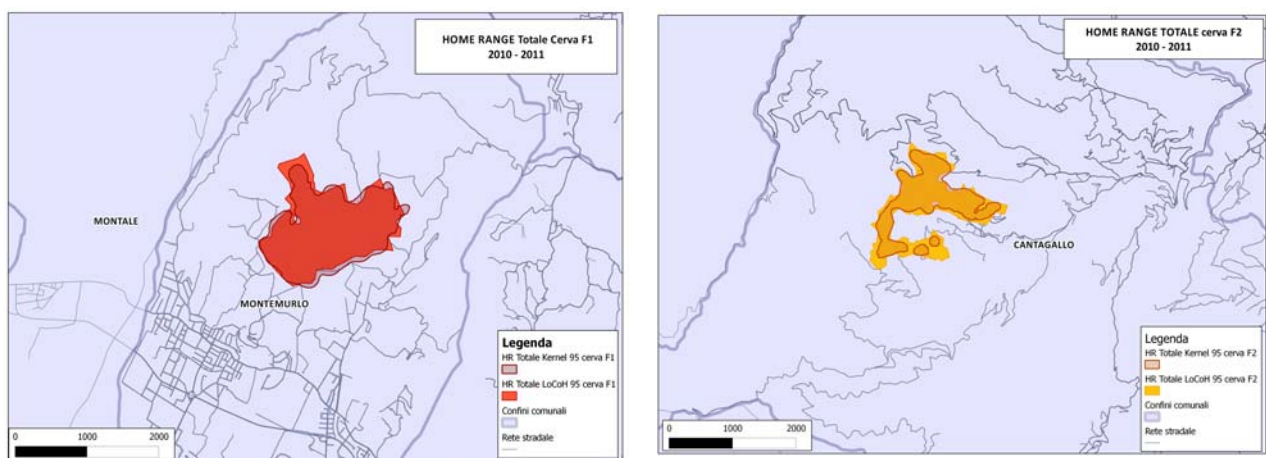 HOME RANGE Totale Cerva F1
2010 - 2011
MONTALE
MONTEMURLO
Legenda
HR Totale Kernel 95 cerva F1
HR Totale LoCoH 95 cerva F1
Confini comunali
Rete stradale
0 1000 2000
HOME RANGE TOTALE cerva F2
2010 - 2011
CANTAGALLO
Legenda
HR Totale Kernel 95 cerva F2
HR Totale LoCoH 95 cerva F2
Confini comunali
Rete stradale
0 1000 2000